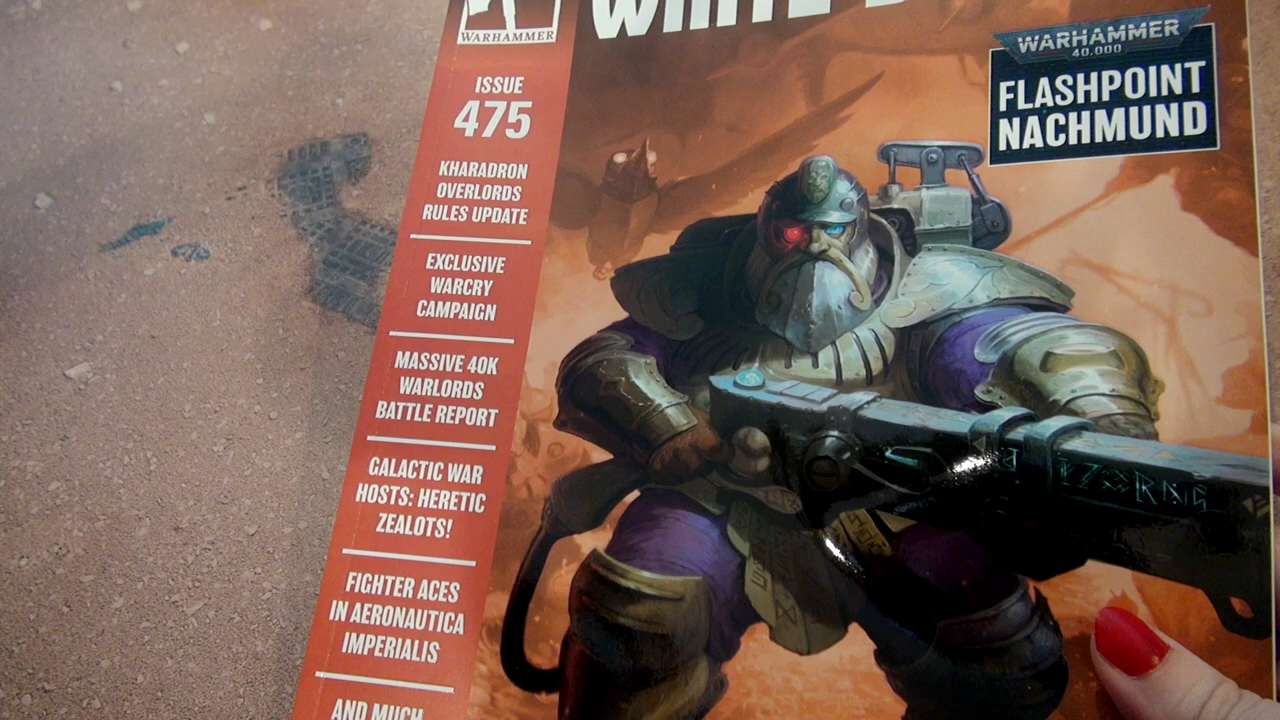 WARHAMMER
WHITE
ISSUE
475
KHARADRON
OVERLORDS
RULES UPDATE
EXCLUSIVE
WARCRY
CAMPAIGN
MASSIVE 40K
WARLORDS
BATTLE REPORT
GALACTIC WAR
HOSTS: HERETIC
ZEALOTS!
FIGHTER ACES
IN AERONAUTICA
IMPERIALIS
AND MUCH
WARHAMMER
40,000
FLASHPOINT
NACHMUND